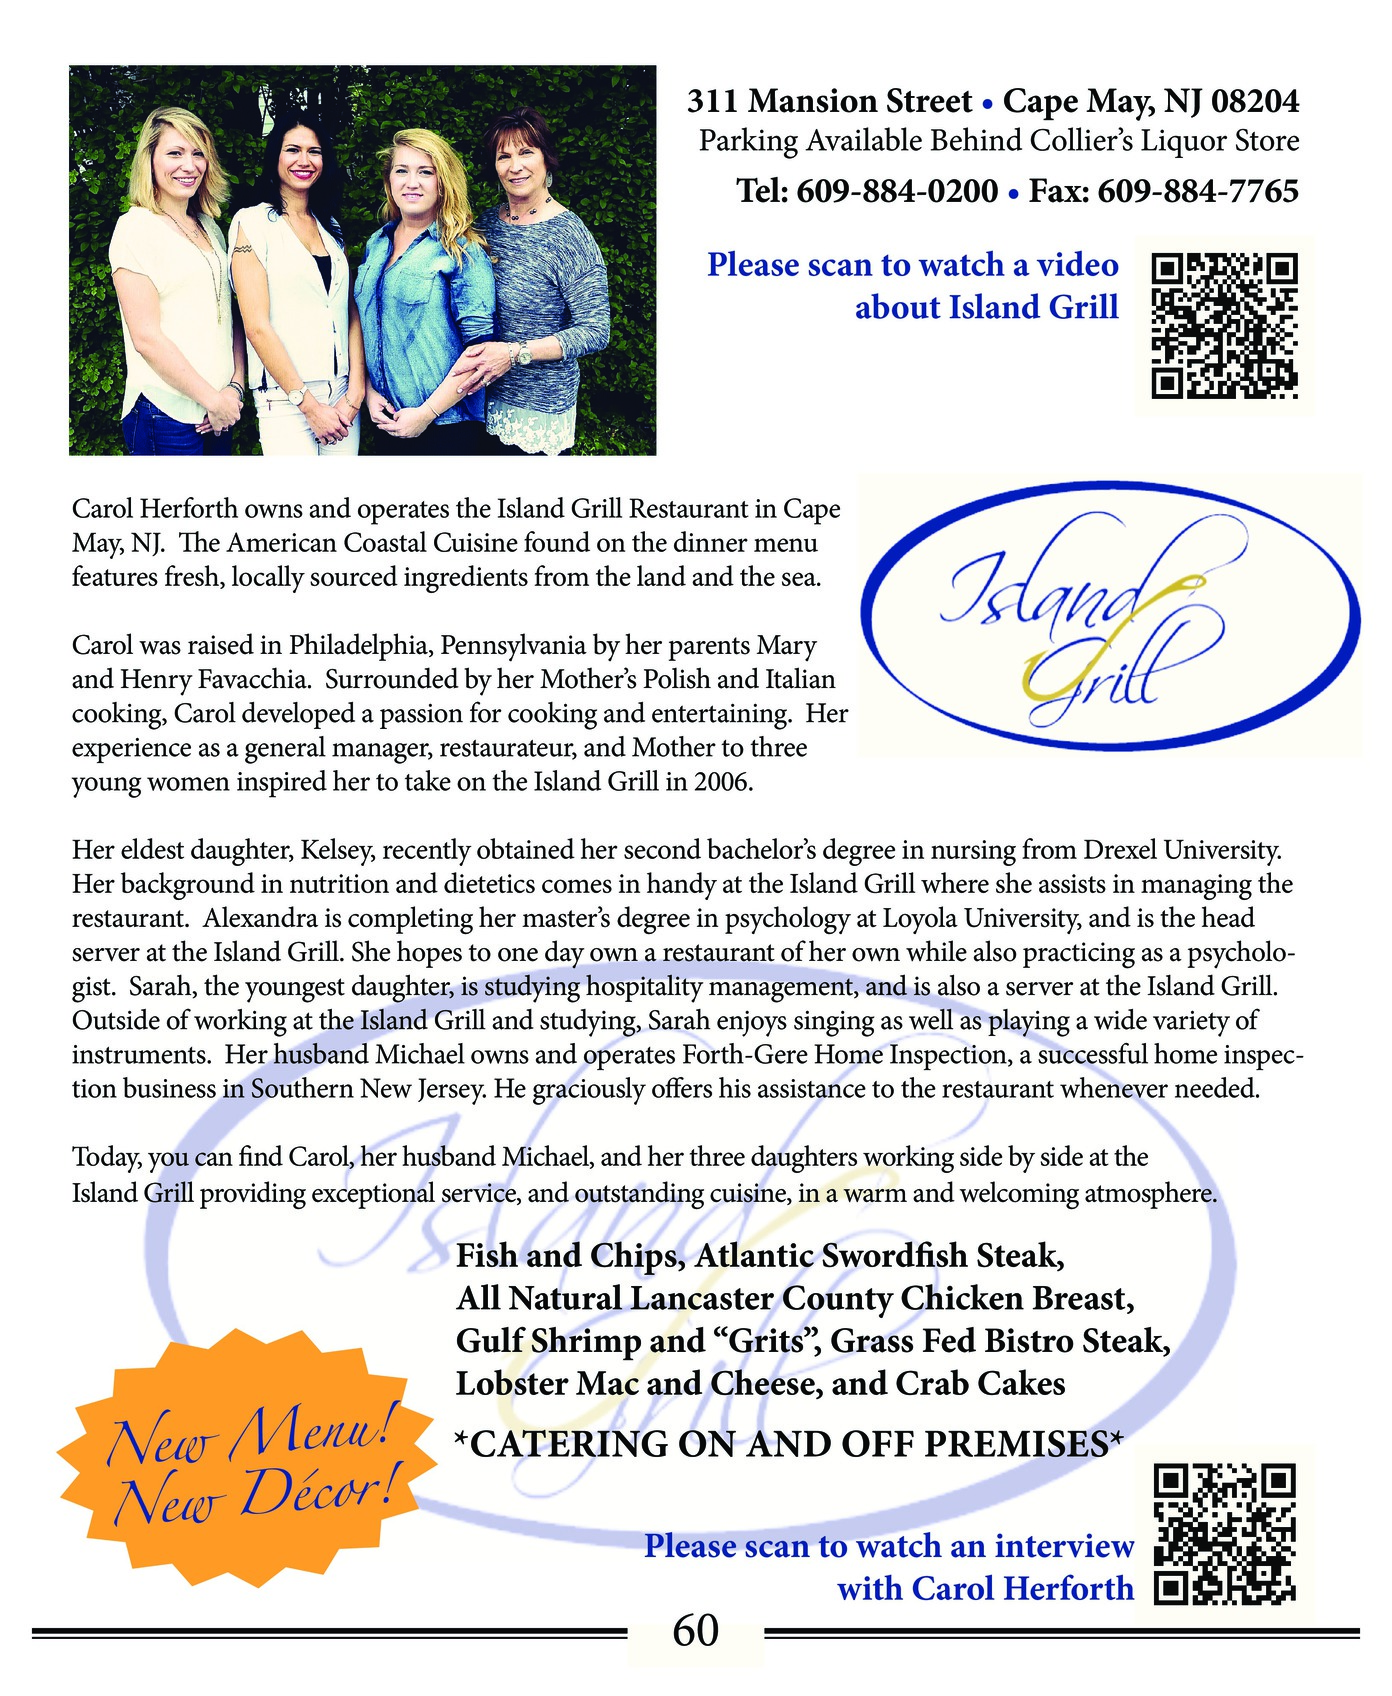 311 Mansion Street • Cape May, NJ 08204
Parking Available Behind Collier’s Liquor Store
Tel: 609-884-0200 • Fax: 609-884-7765
Please scan to watch a video
about Island Grill
Carol Herforth owns and operates the Island Grill Restaurant in Cape
May, NJ.  The American Coastal Cuisine found on the dinner menu
features fresh, locally sourced ingredients from the land and the sea.
Island
Grill
Carol was raised in Philadelphia, Pennsylvania by her parents Mary
and Henry Favacchia.  Surrounded by her Mother’s Polish and Italian
cooking, Carol developed a passion for cooking and entertaining.  Her
experience as a general manager, restaurateur, and Mother to three
young women inspired her to take on the Island Grill in 2006.
Her eldest daughter, Kelsey, recently obtained her second bachelor’s degree in nursing from Drexel University.
Her background in nutrition and dietetics comes in handy at the Island Grill where she assists in managing the
restaurant.  Alexandra is completing her master’s degree in psychology at Loyola University, and is the head
server at the Island Grill. She hopes to one day own a restaurant of her own while also practicing as a psycholo-
gist.  Sarah, the youngest daughter, is studying hospitality management, and is also a server at the Island Grill.
Outside of working at the Island Grill and studying, Sarah enjoys singing as well as playing a wide variety of
instruments.  Her husband Michael owns and operates Forth-Gere Home Inspection, a successful home inspec-
tion business in Southern New Jersey. He graciously offers his assistance to the restaurant whenever needed.
Today, you can find Carol, her husband Michael, and her three daughters working side by side at the
Island Grill providing exceptional service, and outstanding cuisine, in a warm and welcoming atmosphere.
Island
Grill
Fish and Chips, Atlantic Swordfish Steak,
All Natural Lancaster County Chicken Breast,
Gulf Shrimp and “Grits”, Grass Fed Bistro Steak,
Lobster Mac and Cheese, and Crab Cakes
*CATERING ON AND OFF PREMISES*
New Menu!
New Décor!
Please scan to watch an interview
with Carol Herforth
60